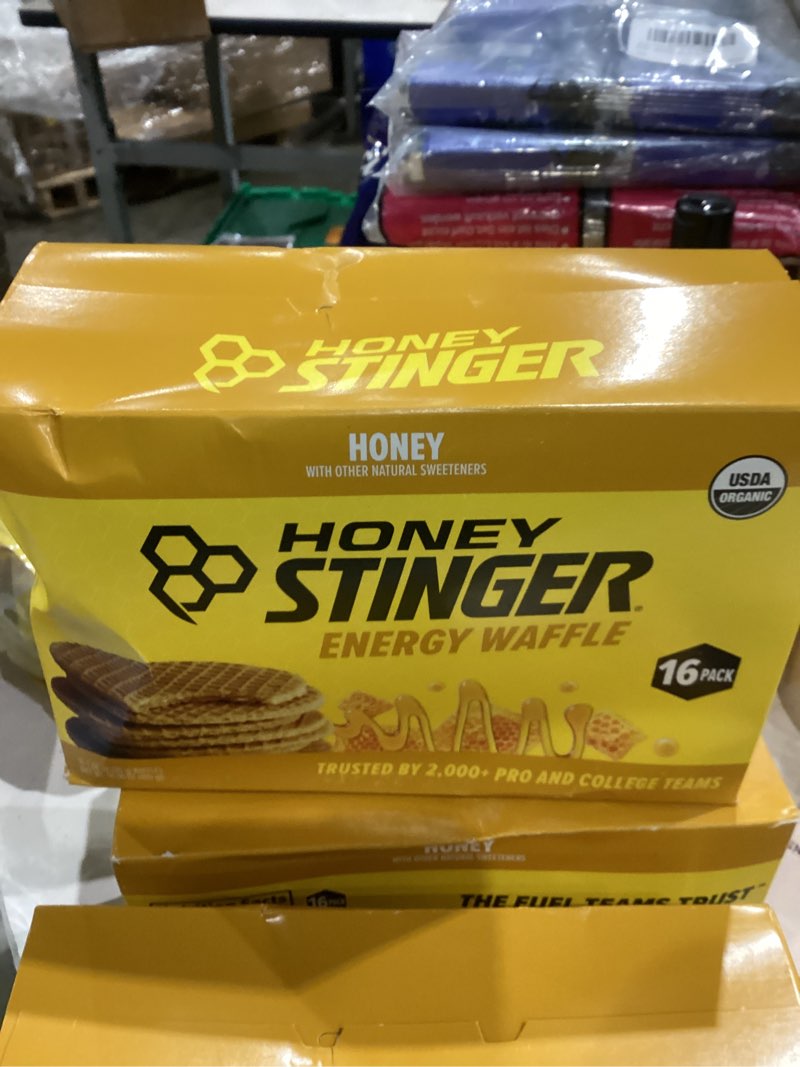 HONEY
STINGER
HONEY
WITH OTHER NATURAL SWEETENERS
USDA
ORGANIC
HONEY
STINGER
ENERGY WAFFLE
16 PACK
TRUSTED BY 2,000+ PRO AND COLLEGE TEAMS
HONEY
WITH OTHER NATURAL SWEETENERS
16 PACK
THE FUEL TEAMS TRUST